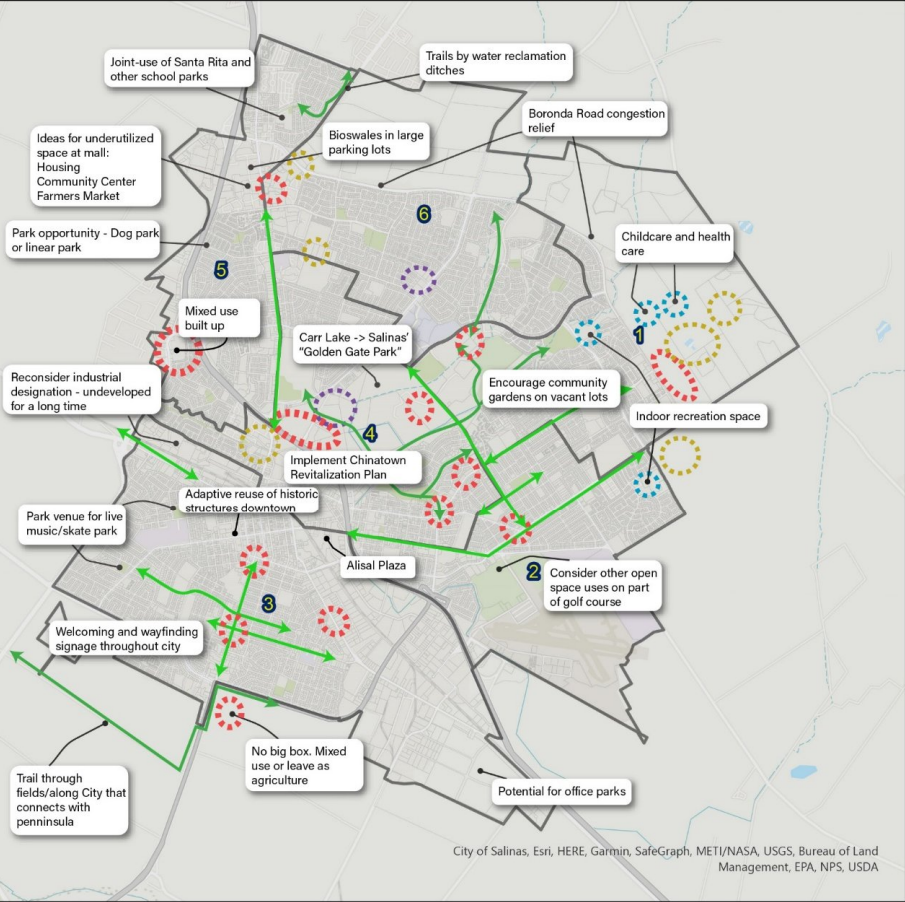 Joint-use of Santa Rita and
other school parks
Trails by water reclamation
ditches
Boronda Road congestion
relief
Ideas for underutilized
space at mall:
Housing
Community Center
Farmers Market
Bioswales in large
parking lots
6
Park opportunity - Dog park
or linear park
5
Childcare and health
care
1
Mixed use
built up
Carr Lake -> Salinas'
"Golden Gate Park"
Reconsider industrial
designation - undeveloped
for a long time
Encourage community
gardens on vacant lots
Indoor recreation space
4
Implement Chinatown
Revitalization Plan
Adaptive reuse of historic
structures downtown
Park venue for live
music/skate park
Alisal Plaza
2
Consider other open
space uses on part
of golf course
3
Welcoming and wayfinding
signage throughout city
No big box. Mixed
use or leave as
agriculture
Trail through
fields/along City that
connects with
penninsula
Potential for office parks
City of Salinas, Esri, HERE, Garmin, SafeGraph, METI/NASA, USGS, Bureau of Land
Management, EPA, NPS, USDA